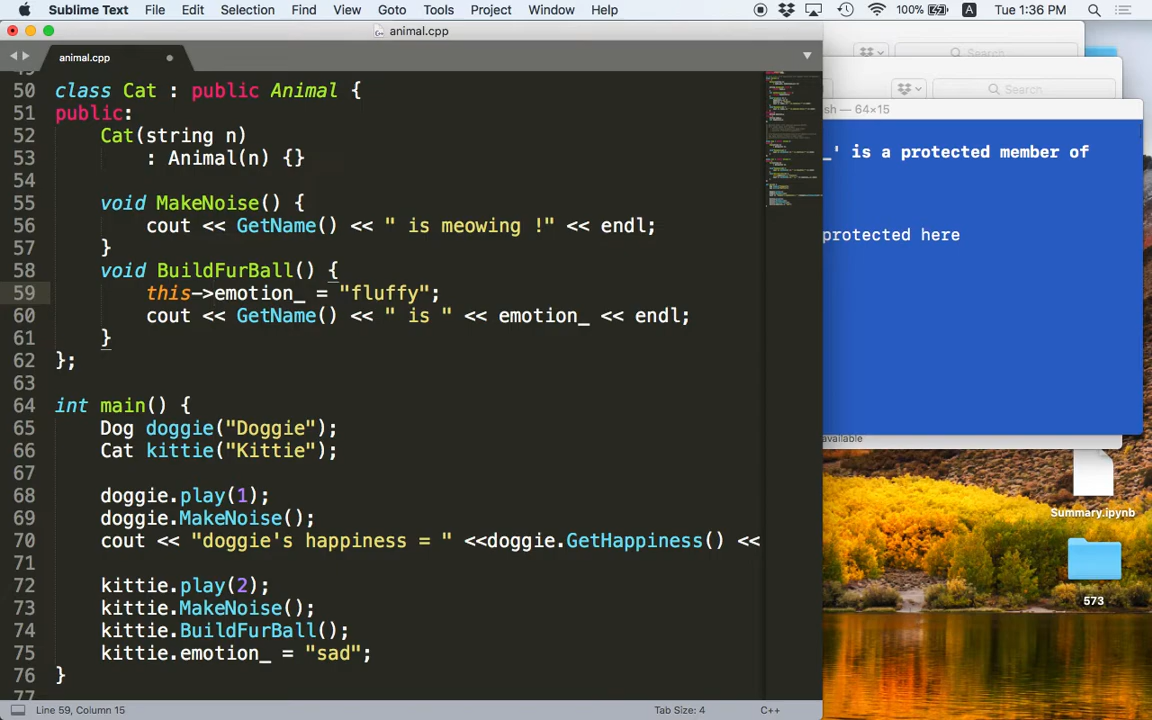 Sublime Text File Edit Selection Find View Goto Tools Project Window Help 100% A Tue 1:36 PM
animal.cpp
animal.cpp
Search
Search
sh — 64×15
50 class Cat : public Animal {
51 public:
52 Cat(string n)
53 : Animal(n) {}
54
55 void MakeNoise() {
56 cout << GetName() << " is meowing !" << endl;
57 }
58 void BuildFurBall() {
59 this->emotion_ = "fluffy";
60 cout << GetName() << " is " << emotion_ << endl;
61 }
62 };
63
64 int main() {
65 Dog doggie("Doggie");
66 Cat kittie("Kittie");
67
68 doggie.play(1);
69 doggie.MakeNoise();
70 cout << "doggie's happiness = " <<doggie.GetHappiness() <<
71
72 kittie.play(2);
73 kittie.MakeNoise();
74 kittie.BuildFurBall();
75 kittie.emotion_ = "sad";
76 }
77
_' is a protected member of
protected here
available
Summary.ipynb
573
Line 59, Column 15 Tab Size: 4 C++